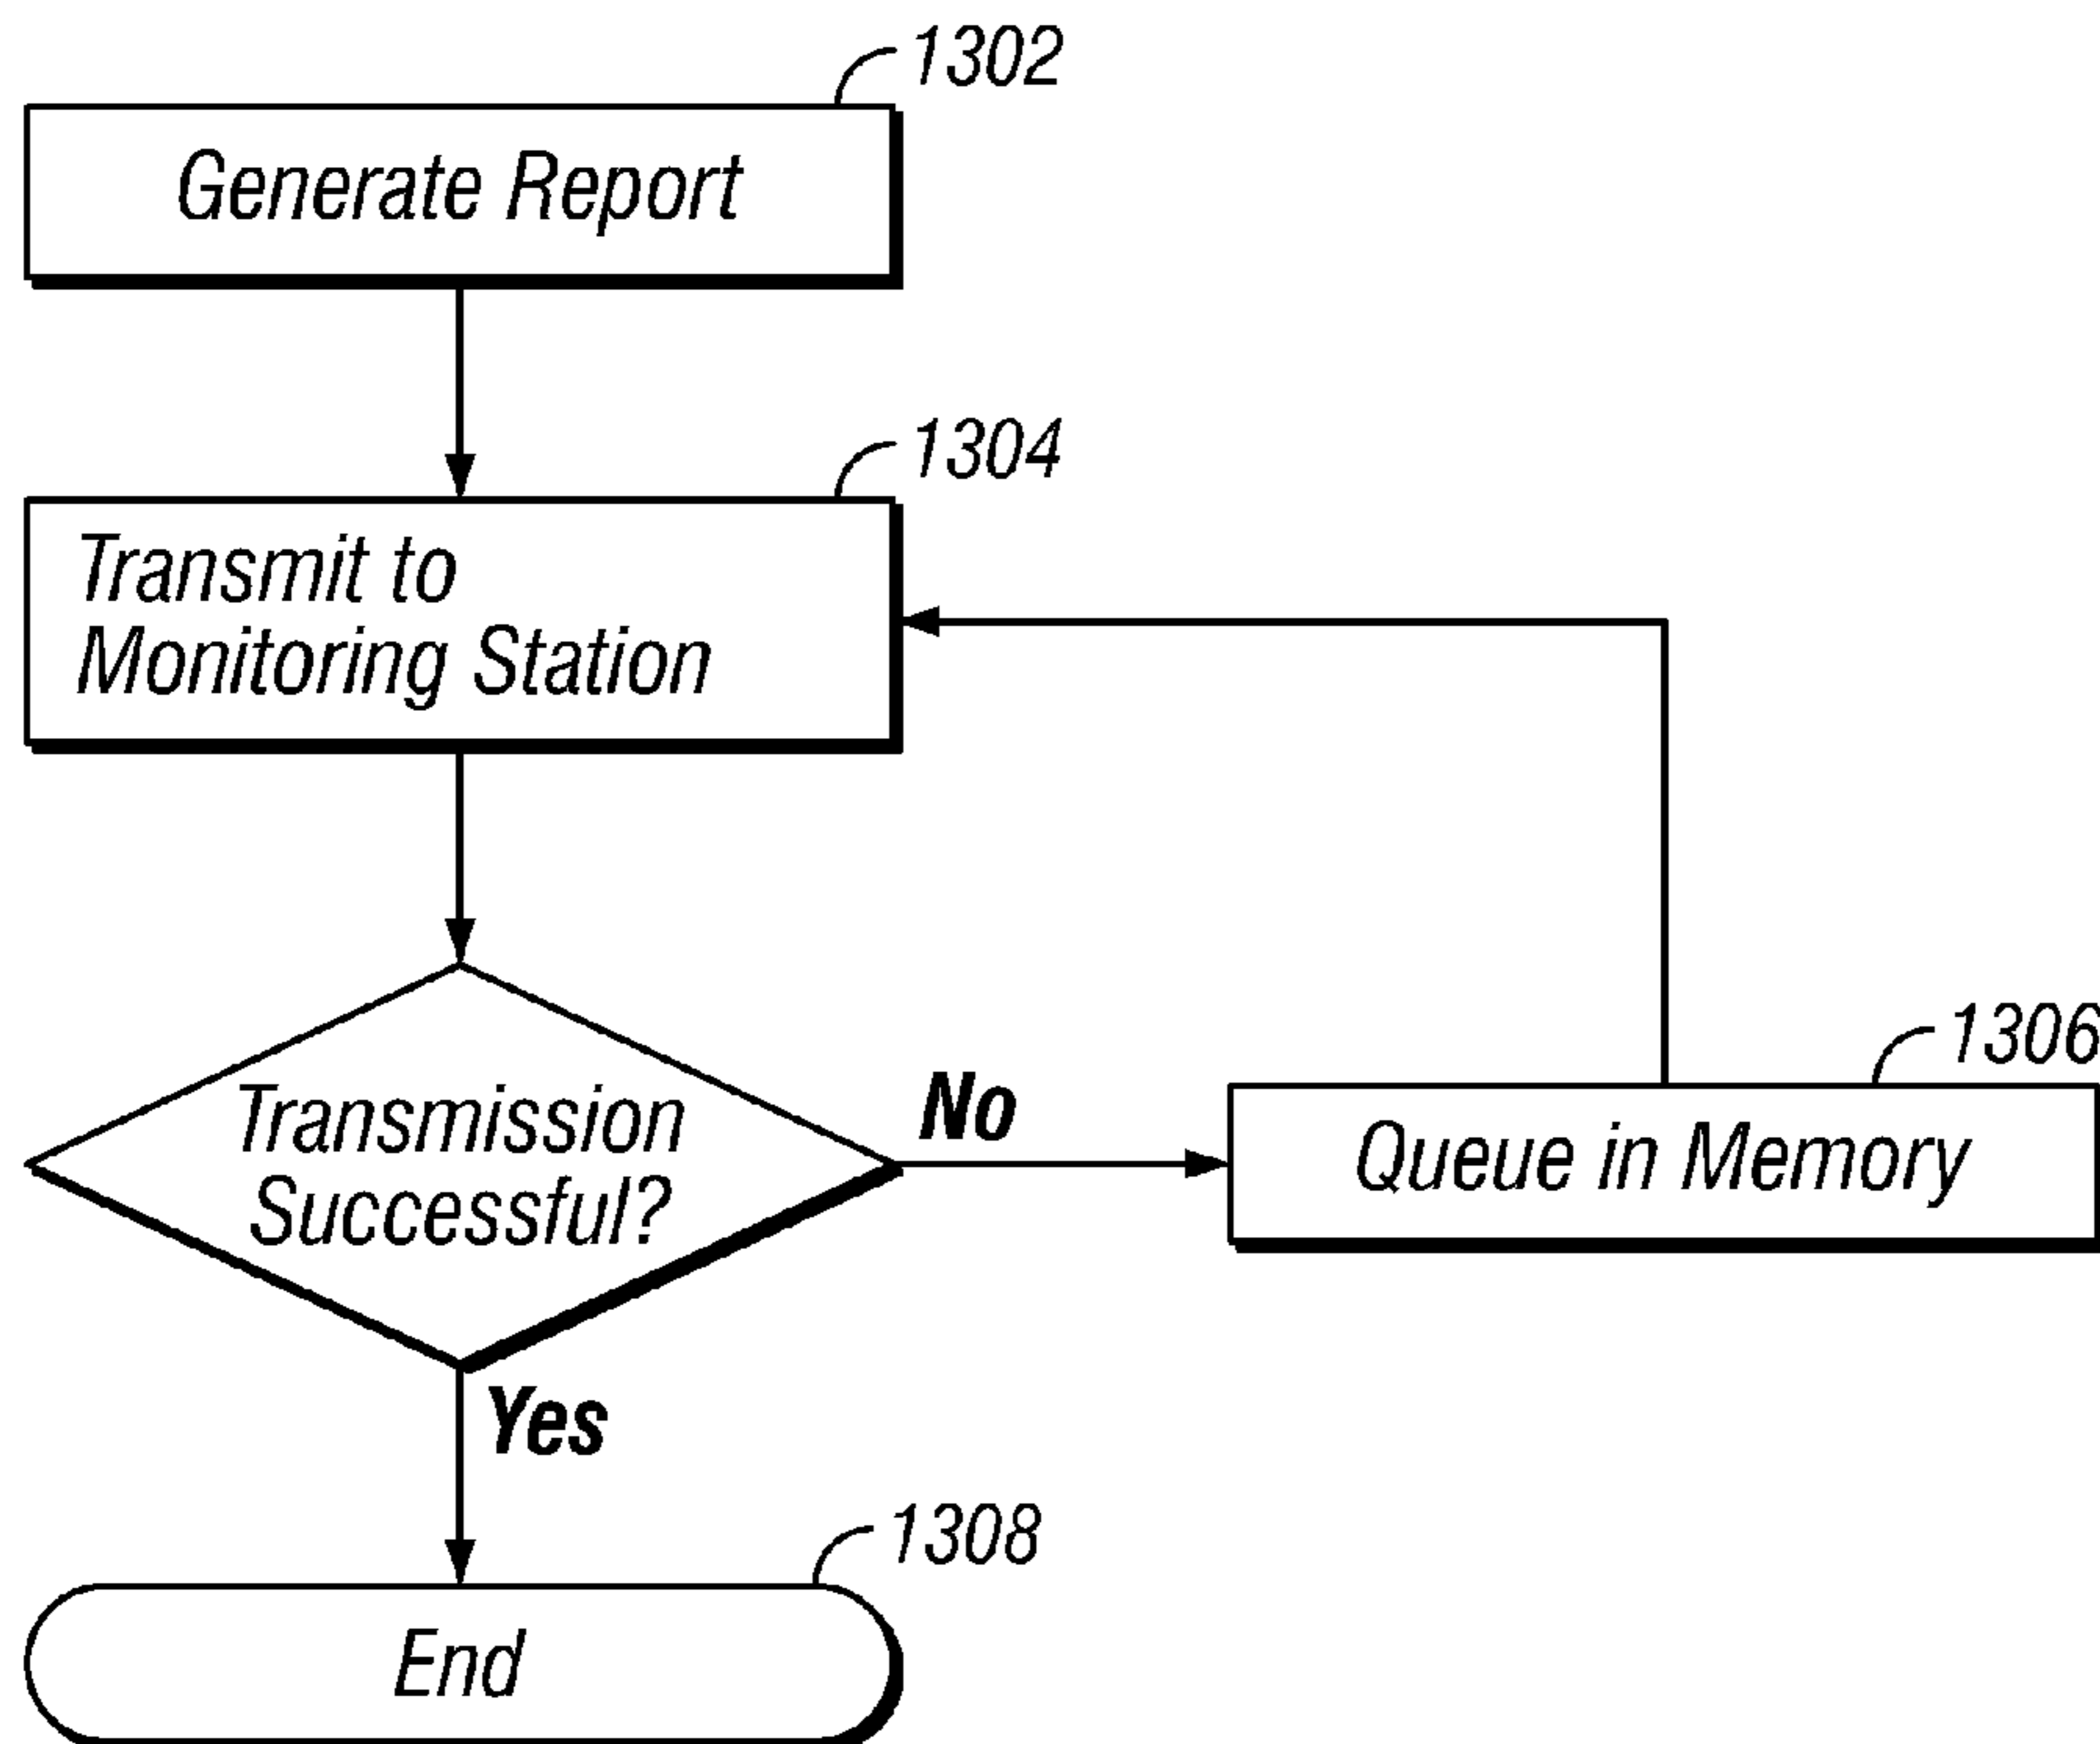 1302
Generate Report
1304
Transmit to
Monitoring Station
Transmission
Successful?
No
1306
Queue in Memory
Yes
1308
End